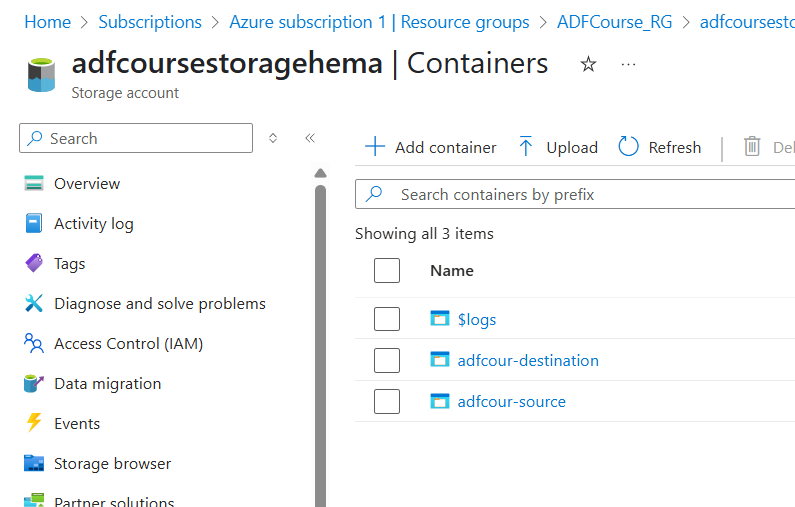 Home > Subscriptions > Azure subscription 1 | Resource groups > ADFCourse_RG > adfcoursesto
adfcoursestoragehema | Containers
Storage account
Search
Add container Upload Refresh Del
Search containers by prefix
Showing all 3 items
Name
$logs
adfcour-destination
adfcour-source
Overview
Activity log
Tags
Diagnose and solve problems
Access Control (IAM)
Data migration
Events
Storage browser
Partner solutions